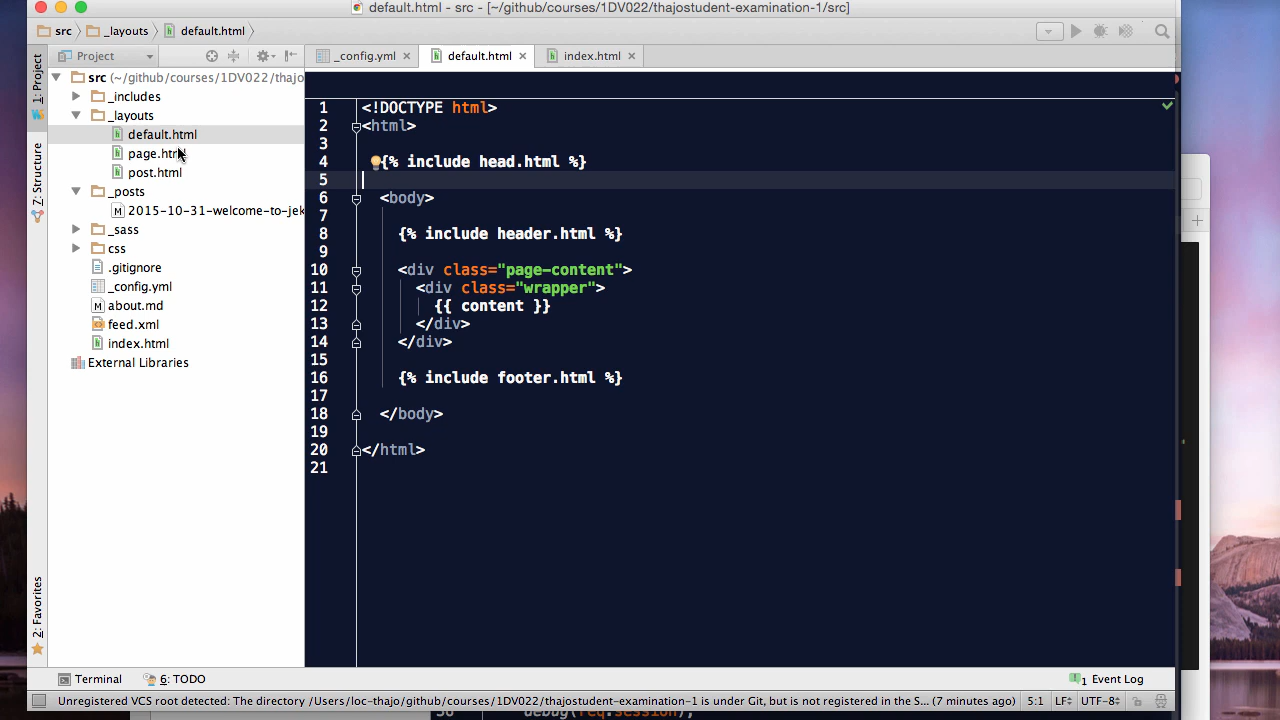 default.html - src - [~/github/courses/1DV022/thajostudent-examination-1/src]
src _layouts default.html
1: Project
Z: Structure
2: Favorites
Project
src (~/github/courses/1DV022/thajo
_includes
_layouts
default.html
page.html
post.html
_posts
2015-10-31-welcome-to-jek
_sass
css
.gitignore
_config.yml
about.md
feed.xml
index.html
External Libraries
_config.yml default.html index.html
1 <!DOCTYPE html>
2 <html>
3
4 {% include head.html %}
5
6 <body>
7
8 {% include header.html %}
9
10 <div class="page-content">
11 <div class="wrapper">
12 {{ content }}
13 </div>
14 </div>
15
16 {% include footer.html %}
17
18 </body>
19
20 </html>
21
Terminal 6: TODO 1 Event Log
Unregistered VCS root detected: The directory /Users/loc-thajo/github/courses/1DV022/thajostudent-examination-1 is under Git, but is not registered in the S... (7 minutes ago) 5:1 LF UTF-8
debug(req.session);